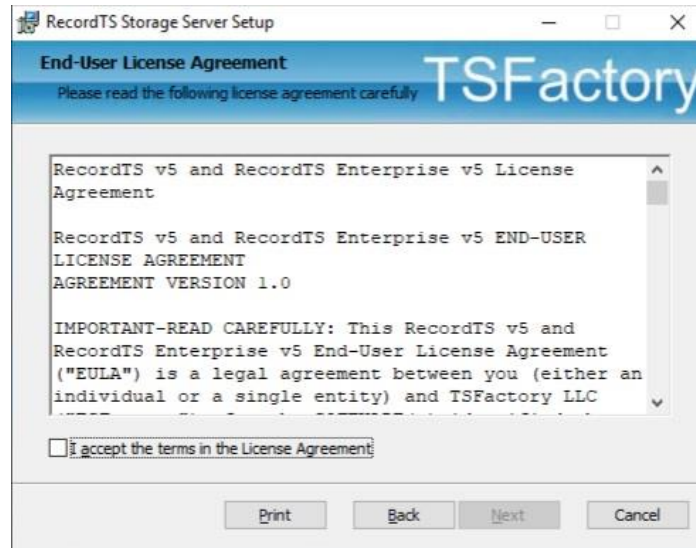 RecordTS Storage Server Setup
End-User License Agreement
Please read the following license agreement carefully
TSFactory
RecordTS v5 and RecordTS Enterprise v5 License
Agreement
RecordTS v5 and RecordTS Enterprise v5 END-USER
LICENSE AGREEMENT
AGREEMENT VERSION 1.0
IMPORTANT-READ CAREFULLY: This RecordTS v5 and
RecordTS Enterprise v5 End-User License Agreement
("EULA") is a legal agreement between you (either an
individual or a single entity) and TSFactory LLC
I accept the terms in the License Agreement
Print Back Next Cancel